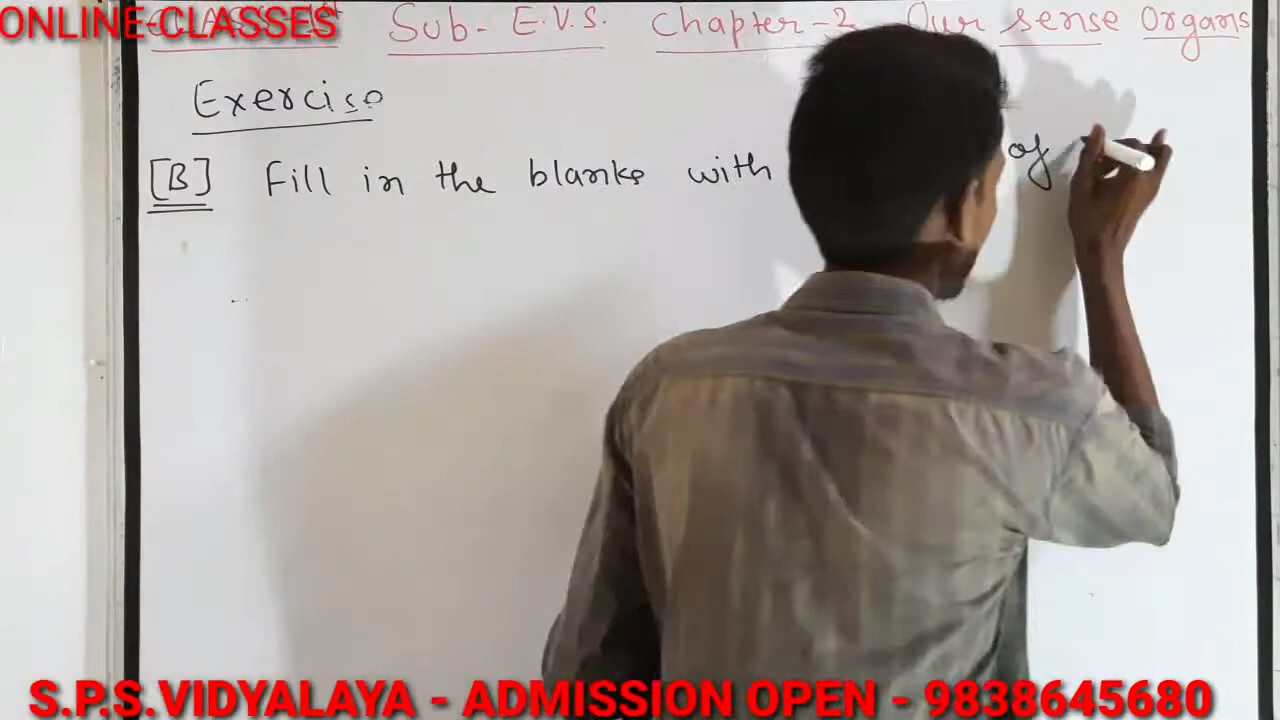 ONLINE CLASSES
Sub- E.V.S. Chapter-2 Our sense Organs
Exercise
[B] Fill in the blanks with of
S.P.S.VIDYALAYA - ADMISSION OPEN - 9838645680